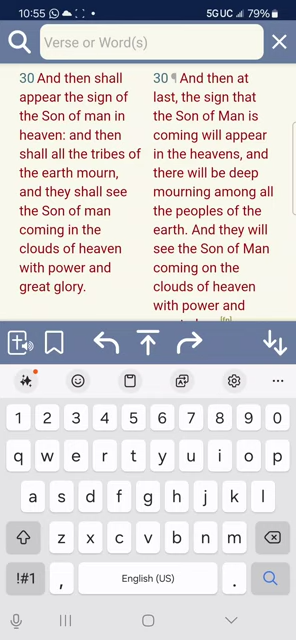 10:55
5G UC 79%
Verse or Word(s)
30 And then shall
appear the sign of
the Son of man in
heaven: and then
shall all the tribes of
the earth mourn,
and they shall see
the Son of man
coming in the
clouds of heaven
with power and
great glory.
30 ¶ And then at
last, the sign that
the Son of Man is
coming will appear
in the heavens, and
there will be deep
mourning among all
the peoples of the
earth. And they will
see the Son of Man
coming on the
clouds of heaven
with power and
1 2 3 4 5 6 7 8 9 0
q w e r t y u i o p
a s d f g h j k l
z x c v b n m
!#1 , English (US) .